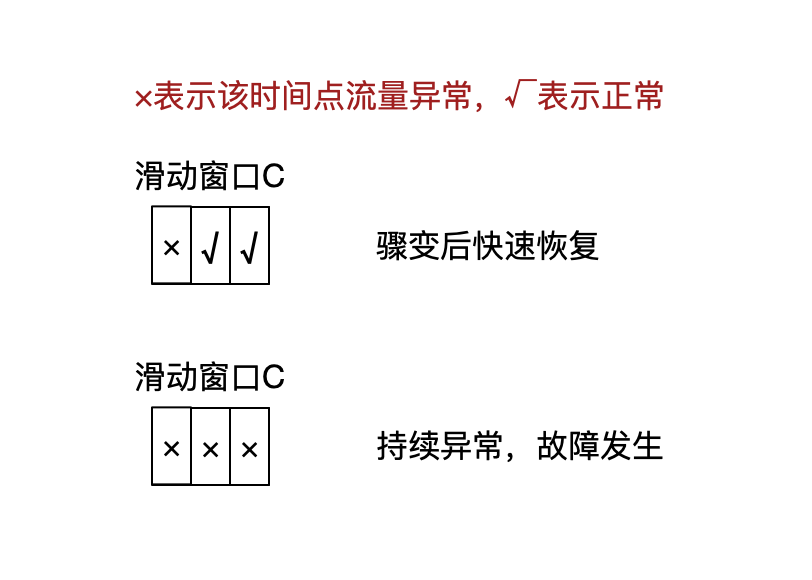 ×表示该时间点流量异常，√表示正常
滑动窗口C
× √ √
骤变后快速恢复
滑动窗口C
× × ×
持续异常，故障发生